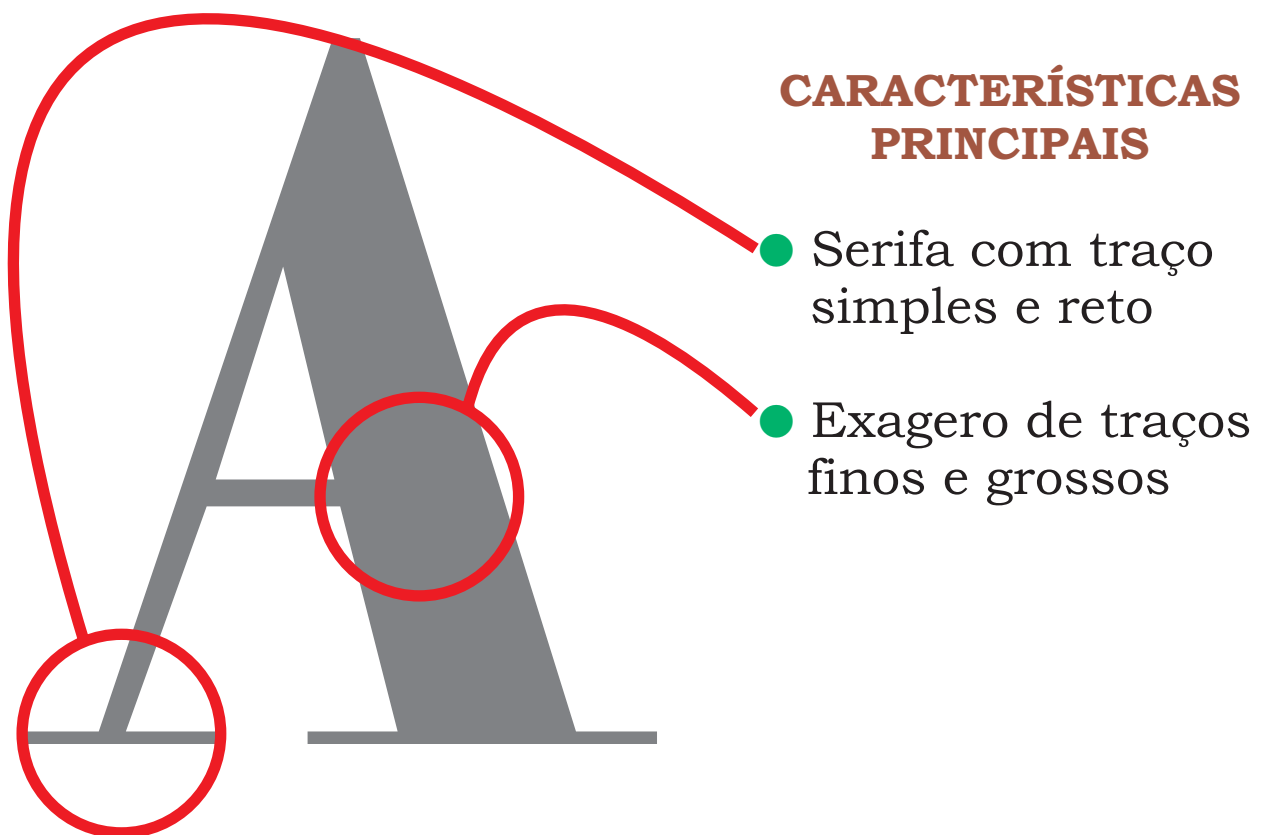 A
CARACTERÍSTICAS
PRINCIPAIS
Serifa com traço
simples e reto
Exagero de traços
finos e grossos